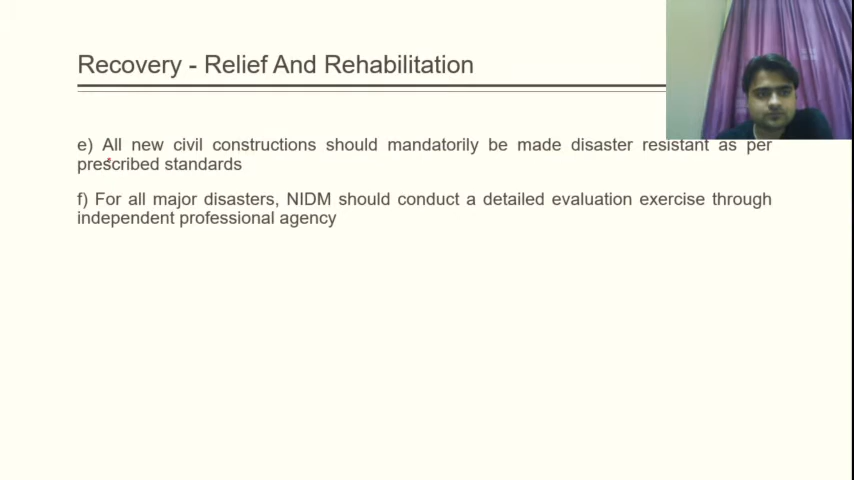 Recovery - Relief And Rehabilitation
e) All new civil constructions should mandatorily be made disaster resistant as per
prescribed standards
f) For all major disasters, NIDM should conduct a detailed evaluation exercise through
independent professional agency